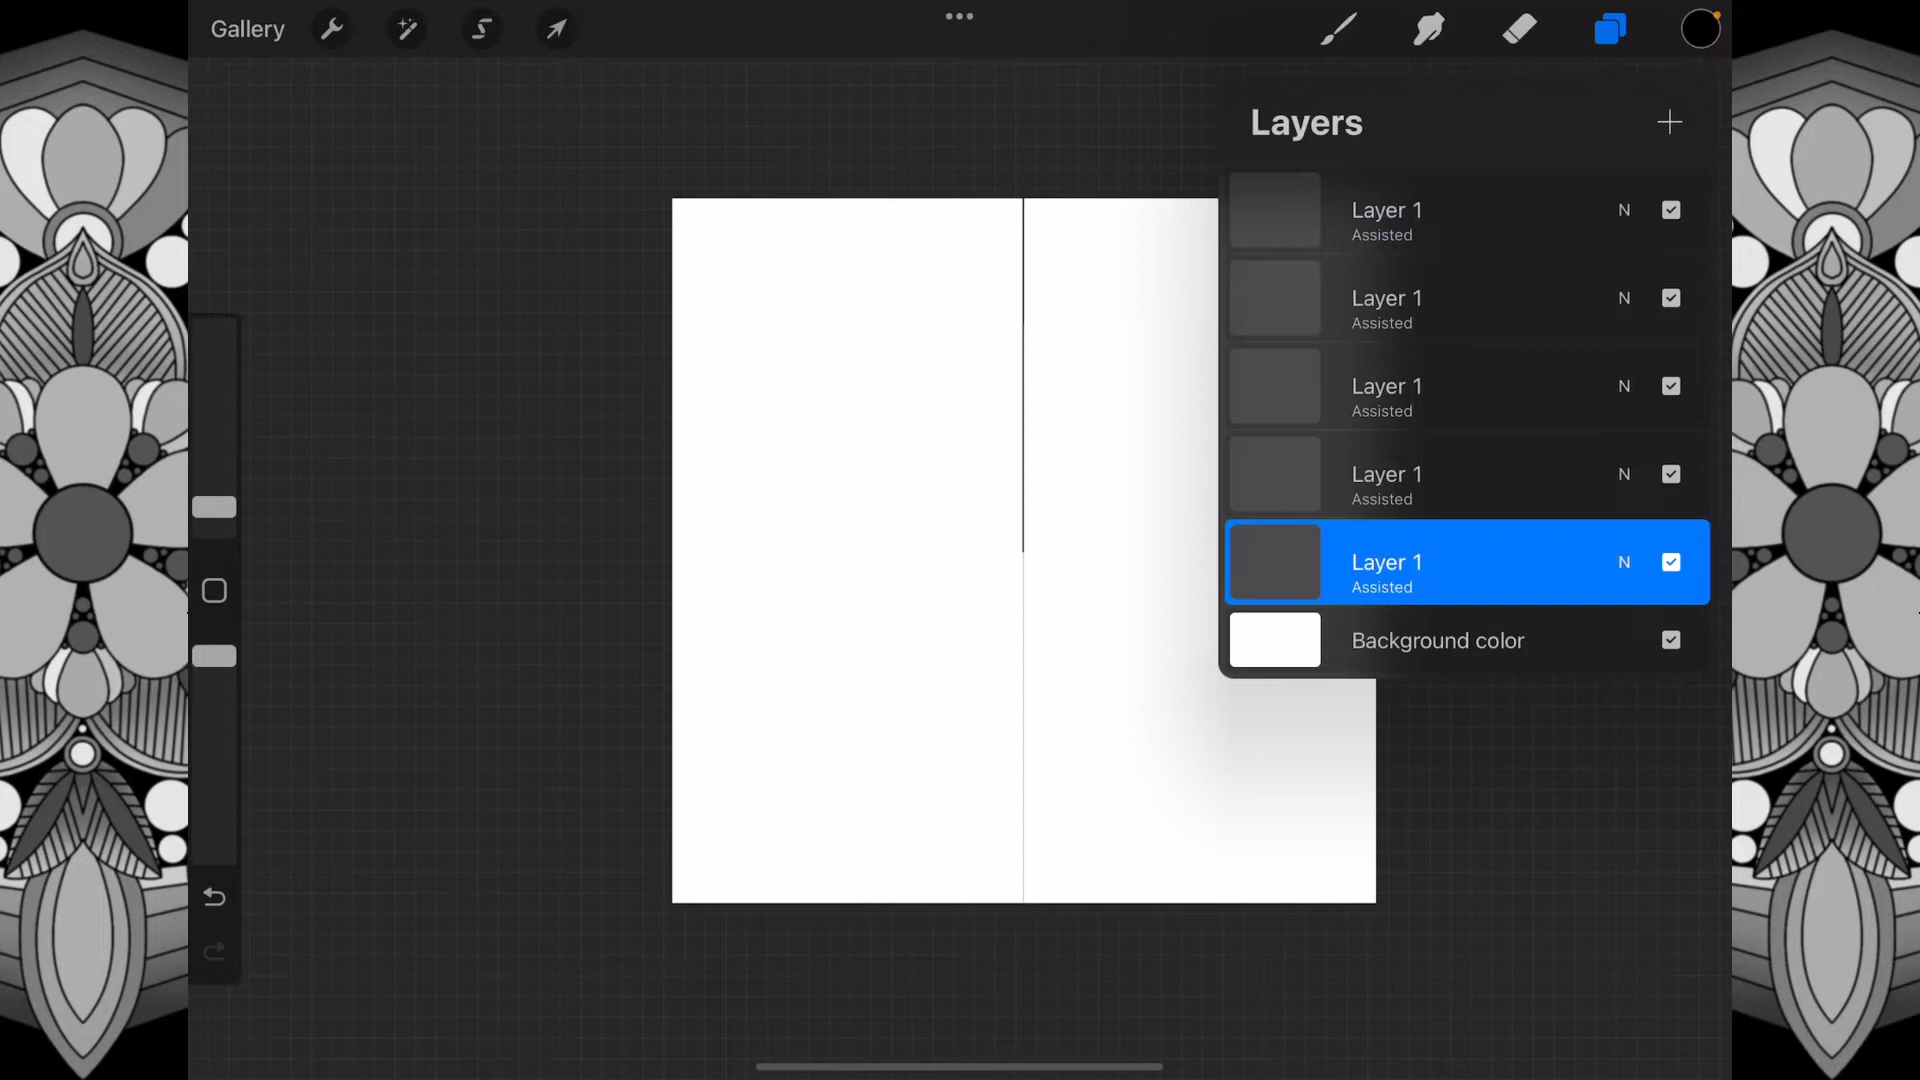 Gallery
Layers
Layer 1
N
Assisted
Layer 1
N
Assisted
Layer 1
N
Assisted
Layer 1
N
Assisted
Layer 1
N
Assisted
Background color